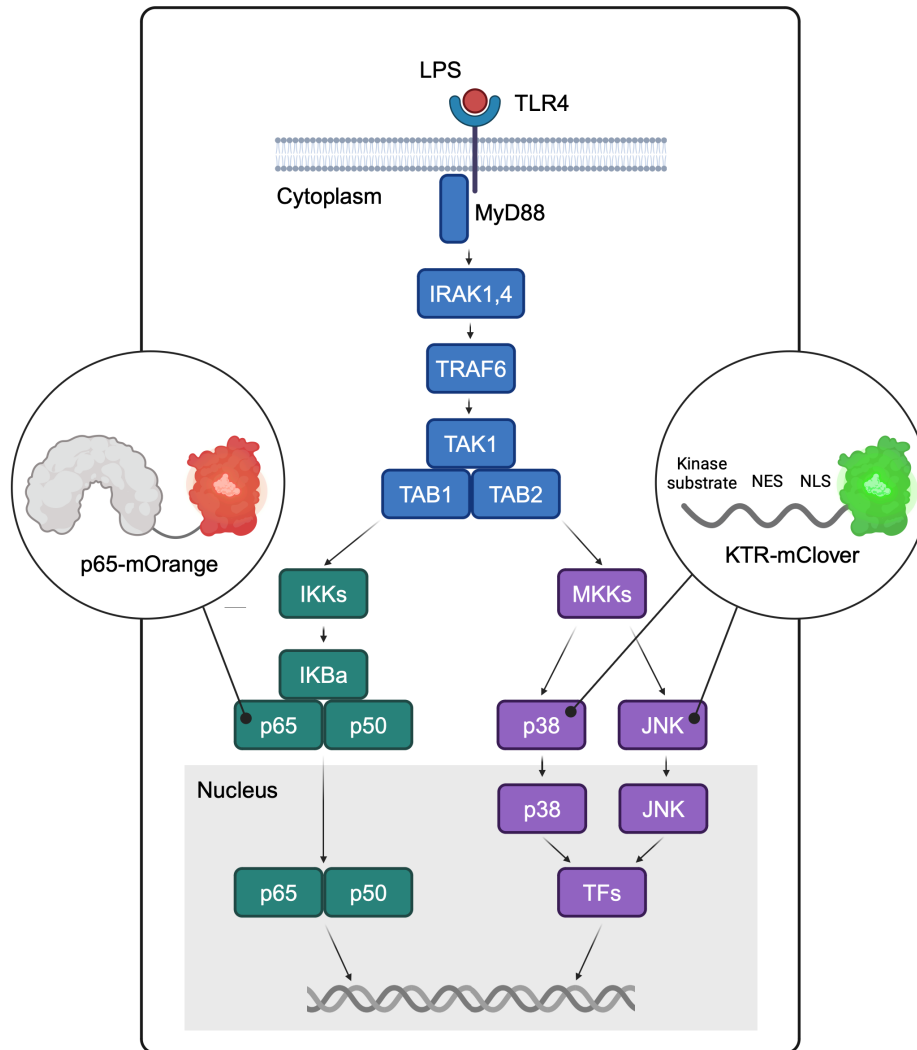 LPS
TLR4
Cytoplasm
MyD88
IRAK1,4
TRAF6
TAK1
TAB1
TAB2
Kinase
substrate
NES
NLS
p65-mOrange
KTR-mClover
IKKs
MKKs
IKBa
p65
p50
p38
JNK
Nucleus
p38
JNK
p65
p50
TFs